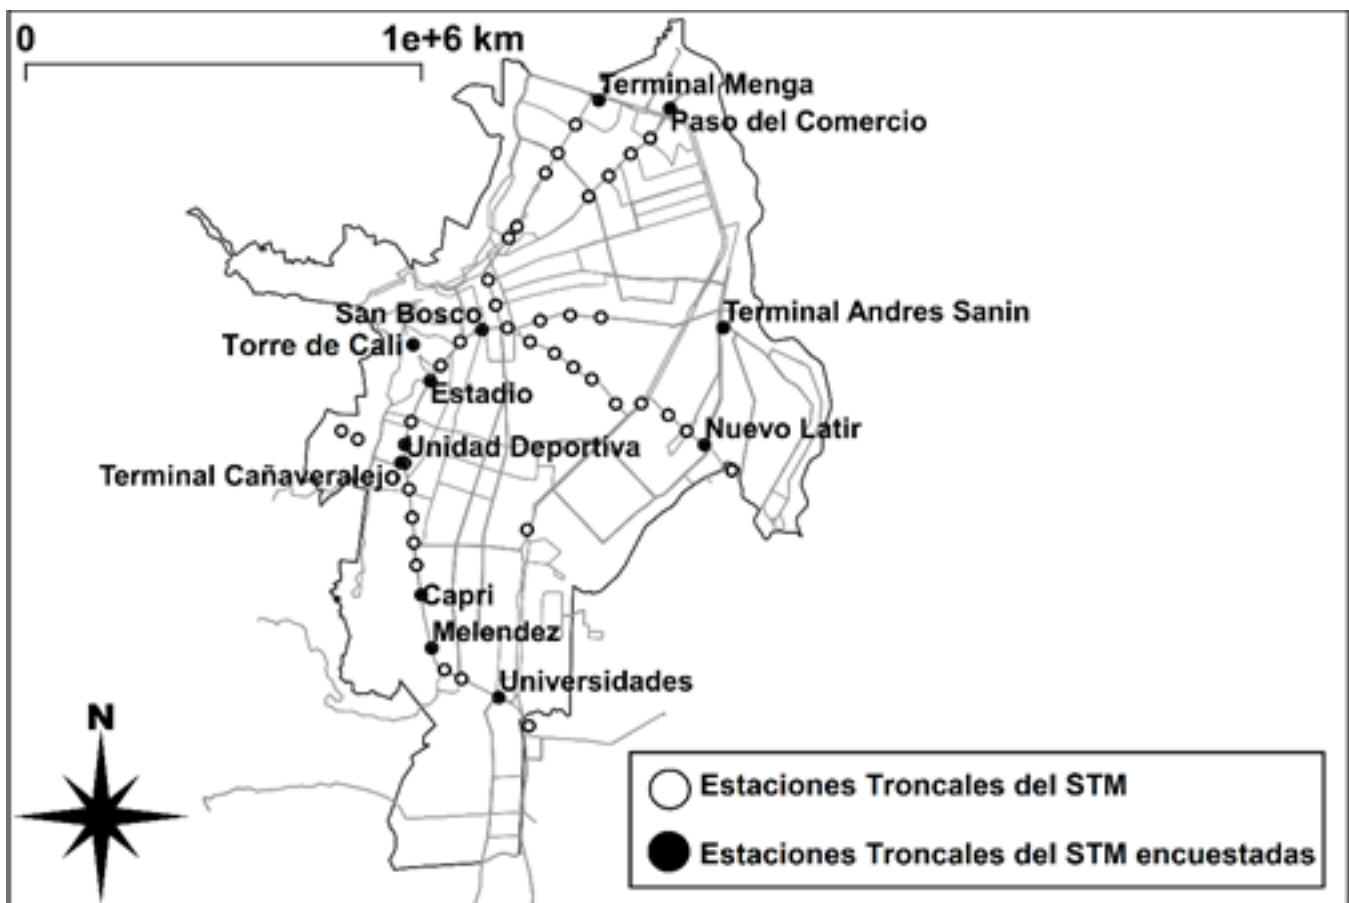 0 1e+6 km
Terminal Menga
Paso del Comercio
San Bosco
Terminal Andres Sanin
Torre de Cali
Estadio
Nuevo Latir
Unidad Deportiva
Terminal Cañaveralejo
Capri
Melendez
Universidades
N
Estaciones Troncales del STM
Estaciones Troncales del STM encuestadas